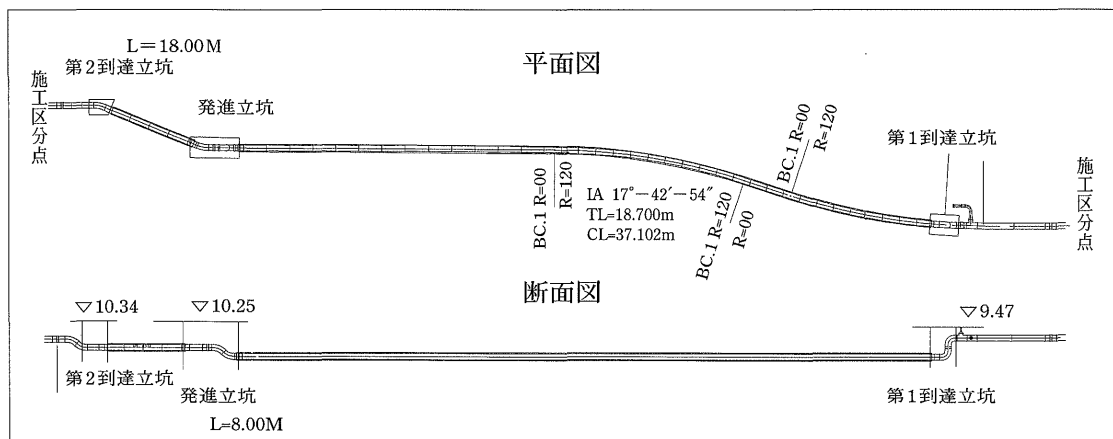 L=18.00M
平面図
第2到達立坑
施工区分点
発進立坑
第1到達立坑
BC.1 R=00
R=120
BC.1 R=00
R=120
IA 17°-42′-54″
TL=18.700m
CL=37.102m
BC.1 R=120
R=00
施工区分点
断面図
▽10.34
▽10.25
▽9.47
第2到達立坑
発進立坑
第1到達立坑
L=8.00M